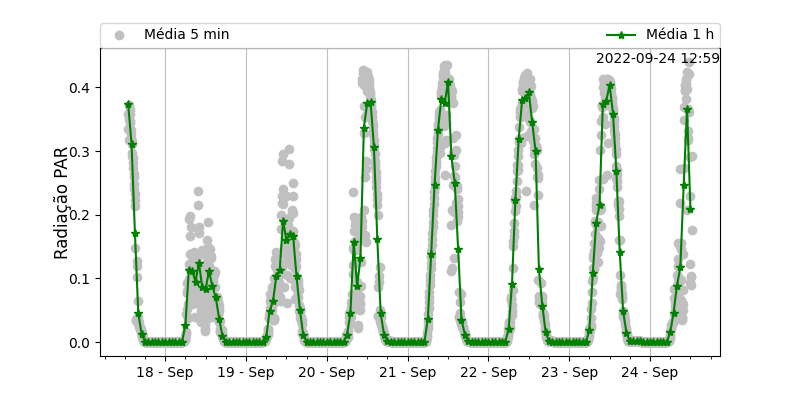 Média 5 min
Média 1 h
2022-09-24 12:59
Radiação PAR
0.4
0.3
0.2
0.1
0.0
18 - Sep
19 - Sep
20 - Sep
21 - Sep
22 - Sep
23 - Sep
24 - Sep